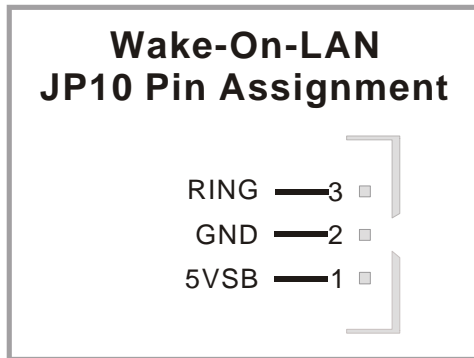 Wake-On-LAN
JP10 Pin Assignment
RING 3
GND 2
5VSB 1